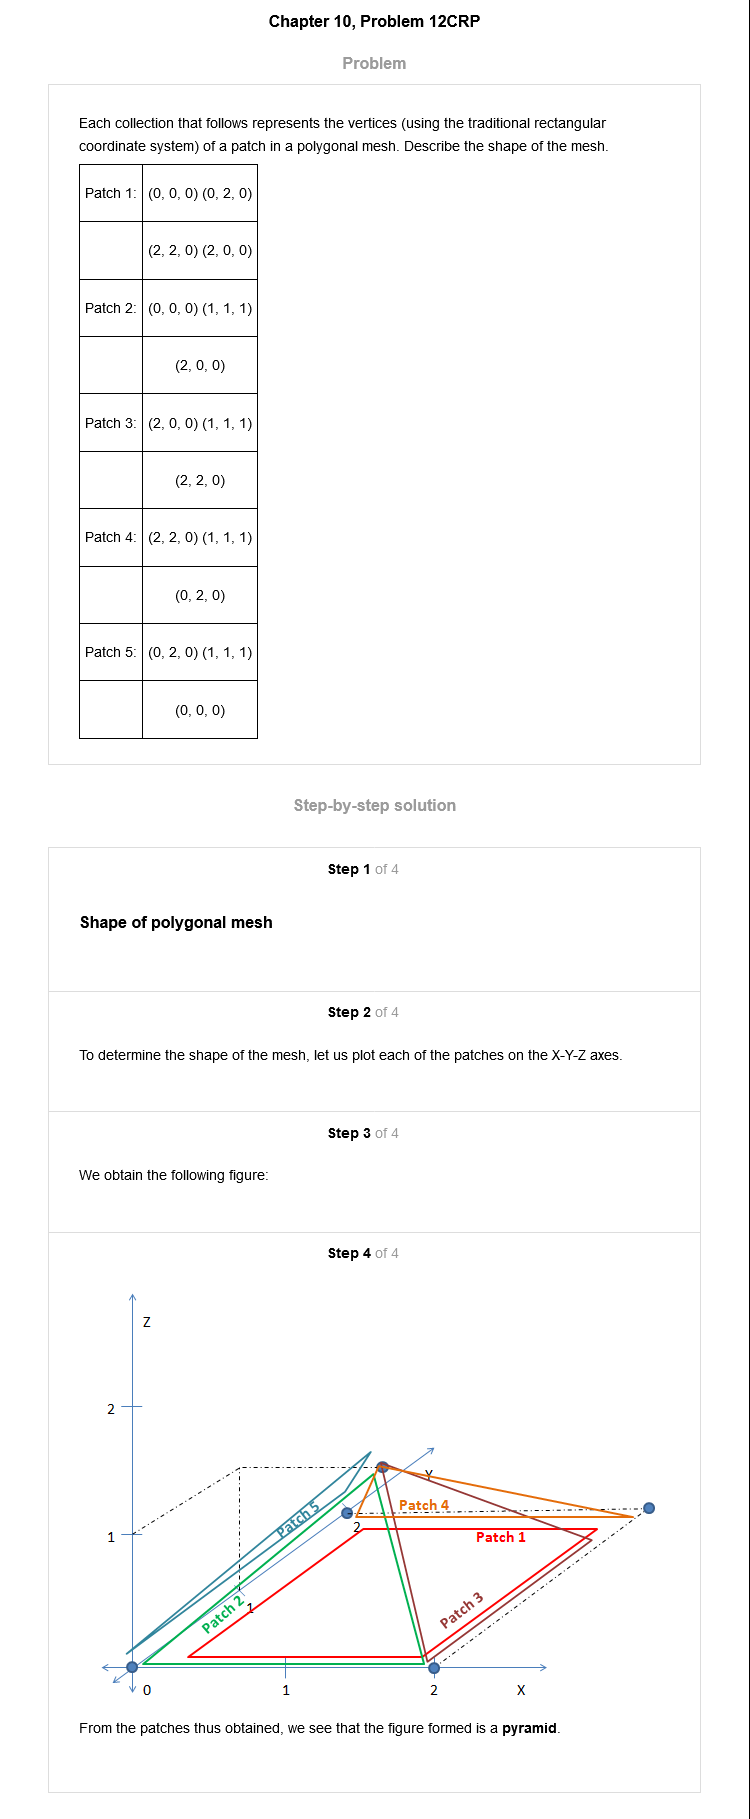 Chapter 10, Problem 12CRP
Problem
Each collection that follows represents the vertices (using the traditional rectangular
coordinate system) of a patch in a polygonal mesh. Describe the shape of the mesh.
Patch 1: (0, 0, 0) (0, 2, 0)
(2, 2, 0) (2, 0, 0)
Patch 2: (0, 0, 0) (1, 1, 1)
(2, 0, 0)
Patch 3: (2, 0, 0) (1, 1, 1)
(2, 2, 0)
Patch 4: (2, 2, 0) (1, 1, 1)
(0, 2, 0)
Patch 5: (0, 2, 0) (1, 1, 1)
(0, 0, 0)
Step-by-step solution
Step 1 of 4
Shape of polygonal mesh
Step 2 of 4
To determine the shape of the mesh, let us plot each of the patches on the X-Y-Z axes.
Step 3 of 4
We obtain the following figure:
Step 4 of 4
Z
2
Y
Patch 5
Patch 4
2
1
Patch 1
Patch 2
1
Patch 3
0
1
2
X
From the patches thus obtained, we see that the figure formed is a pyramid.